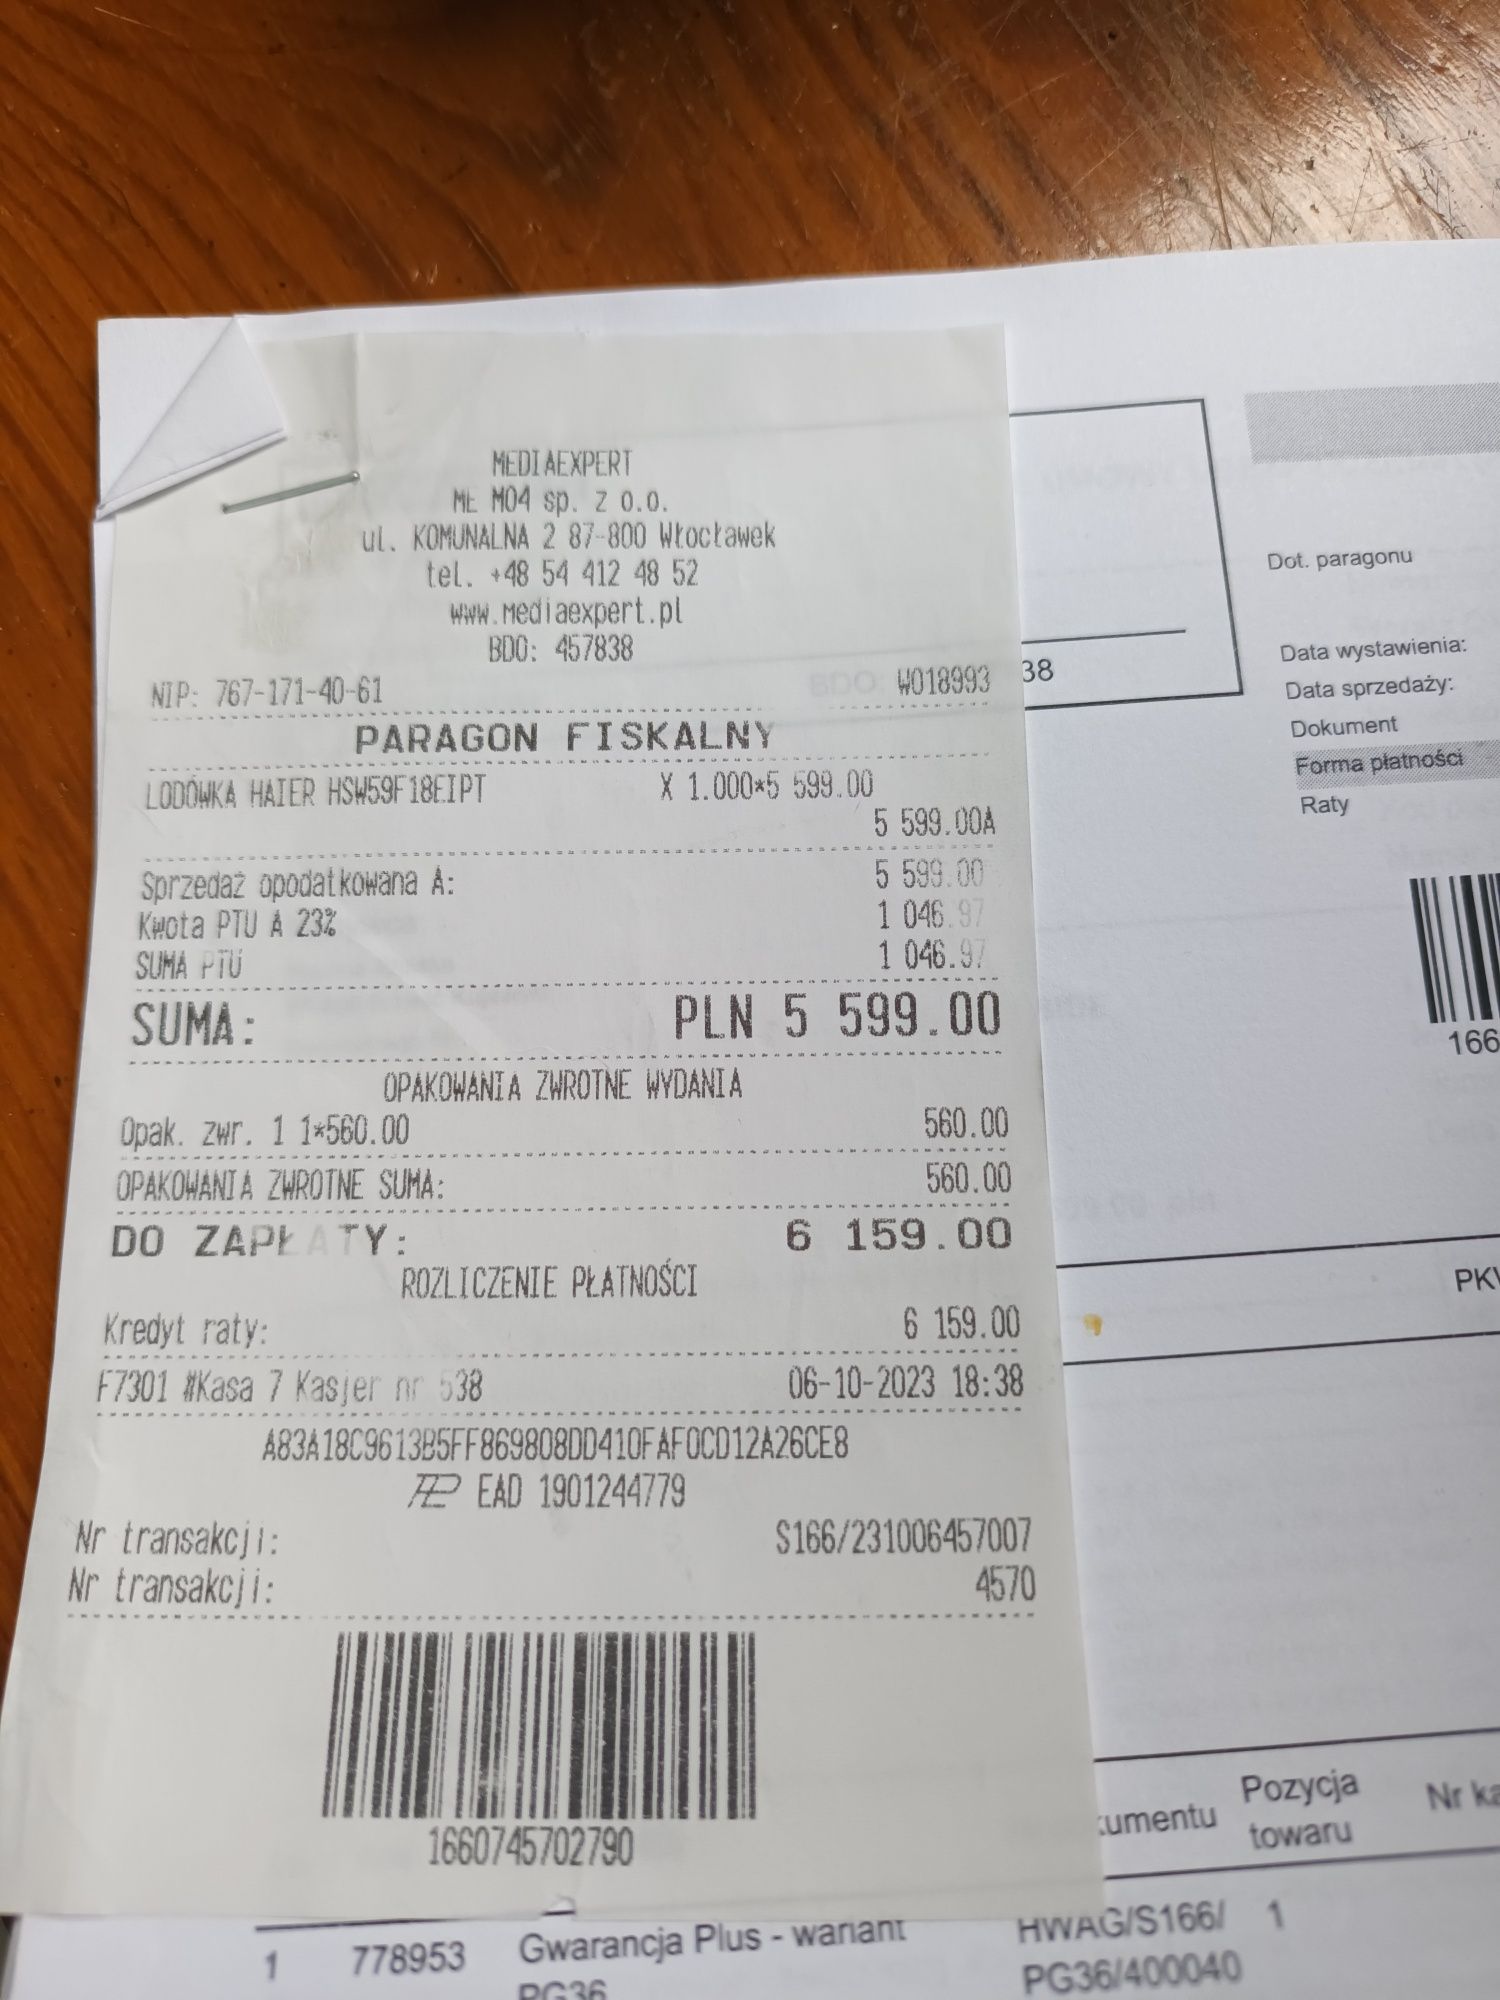 MEDIAEXPERT
ME M04 sp. z o.o.
ul. KOMUNALNA 2 87-800 Włocławek
tel. +48 54 412 48 52
www.mediaexpert.pl
BDO: 457838
NIP: 767-171-40-61 W018993
PARAGON FISKALNY
LODÓWKA HAIER HSW59F18EIPT X 1.000*5 599.00
5 599.00A
Sprzedaż opodatkowana A: 5 599.00
Kwota PTU A 23% 1 046.97
SUMA PTU 1 046.97
SUMA: PLN 5 599.00
OPAKOWANIA ZWROTNE WYDANIA
Opak. zwr. 1 1*560.00 560.00
OPAKOWANIA ZWROTNE SUMA: 560.00
DO ZAPŁATY: 6 159.00
ROZLICZENIE PŁATNOŚCI
Kredyt raty: 6 159.00
F7301 #Kasa 7 Kasjer nr 538 06-10-2023 18:38
A83A18C9613B5FF869808DD410FAF0CD12A26CE8
EAD 1901244779
Nr transakcji: S166/231006457007
Nr transakcji: 4570
1660745702790
38
Dot. paragonu
Data wystawienia:
Data sprzedaży:
Dokument
Forma płatności
Raty
166
PKW
kumentu Pozycja towaru Nr ka
1 778953 Gwarancja Plus - wariant HWAG/S166/ 1
PG36 PG36/400040